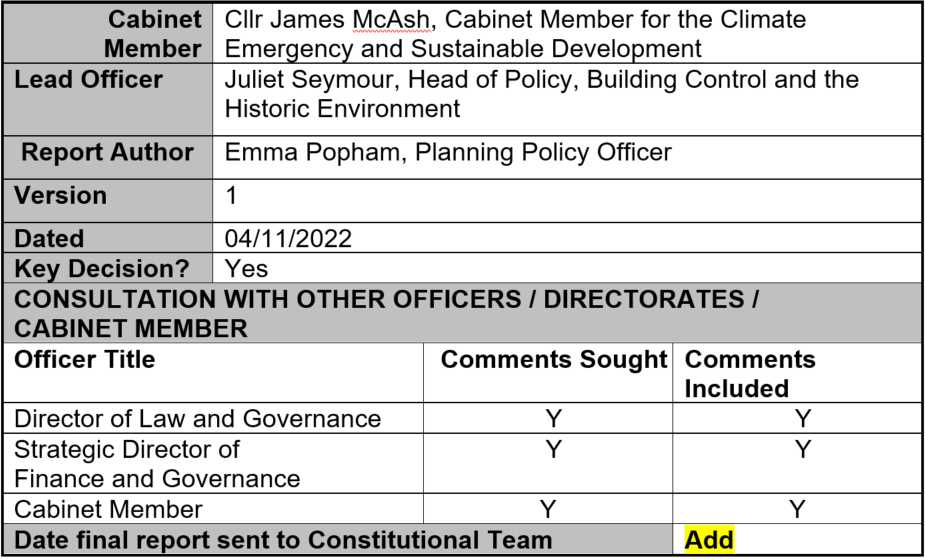 Cabinet Member Cllr James McAsh, Cabinet Member for the Climate Emergency and Sustainable Development
Lead Officer Juliet Seymour, Head of Policy, Building Control and the Historic Environment
Report Author Emma Popham, Planning Policy Officer
Version 1
Dated 04/11/2022
Key Decision? Yes
CONSULTATION WITH OTHER OFFICERS / DIRECTORATES /
CABINET MEMBER
Officer Title Comments Sought Comments Included
Director of Law and Governance Y Y
Strategic Director of Finance and Governance Y Y
Cabinet Member Y Y
Date final report sent to Constitutional Team Add